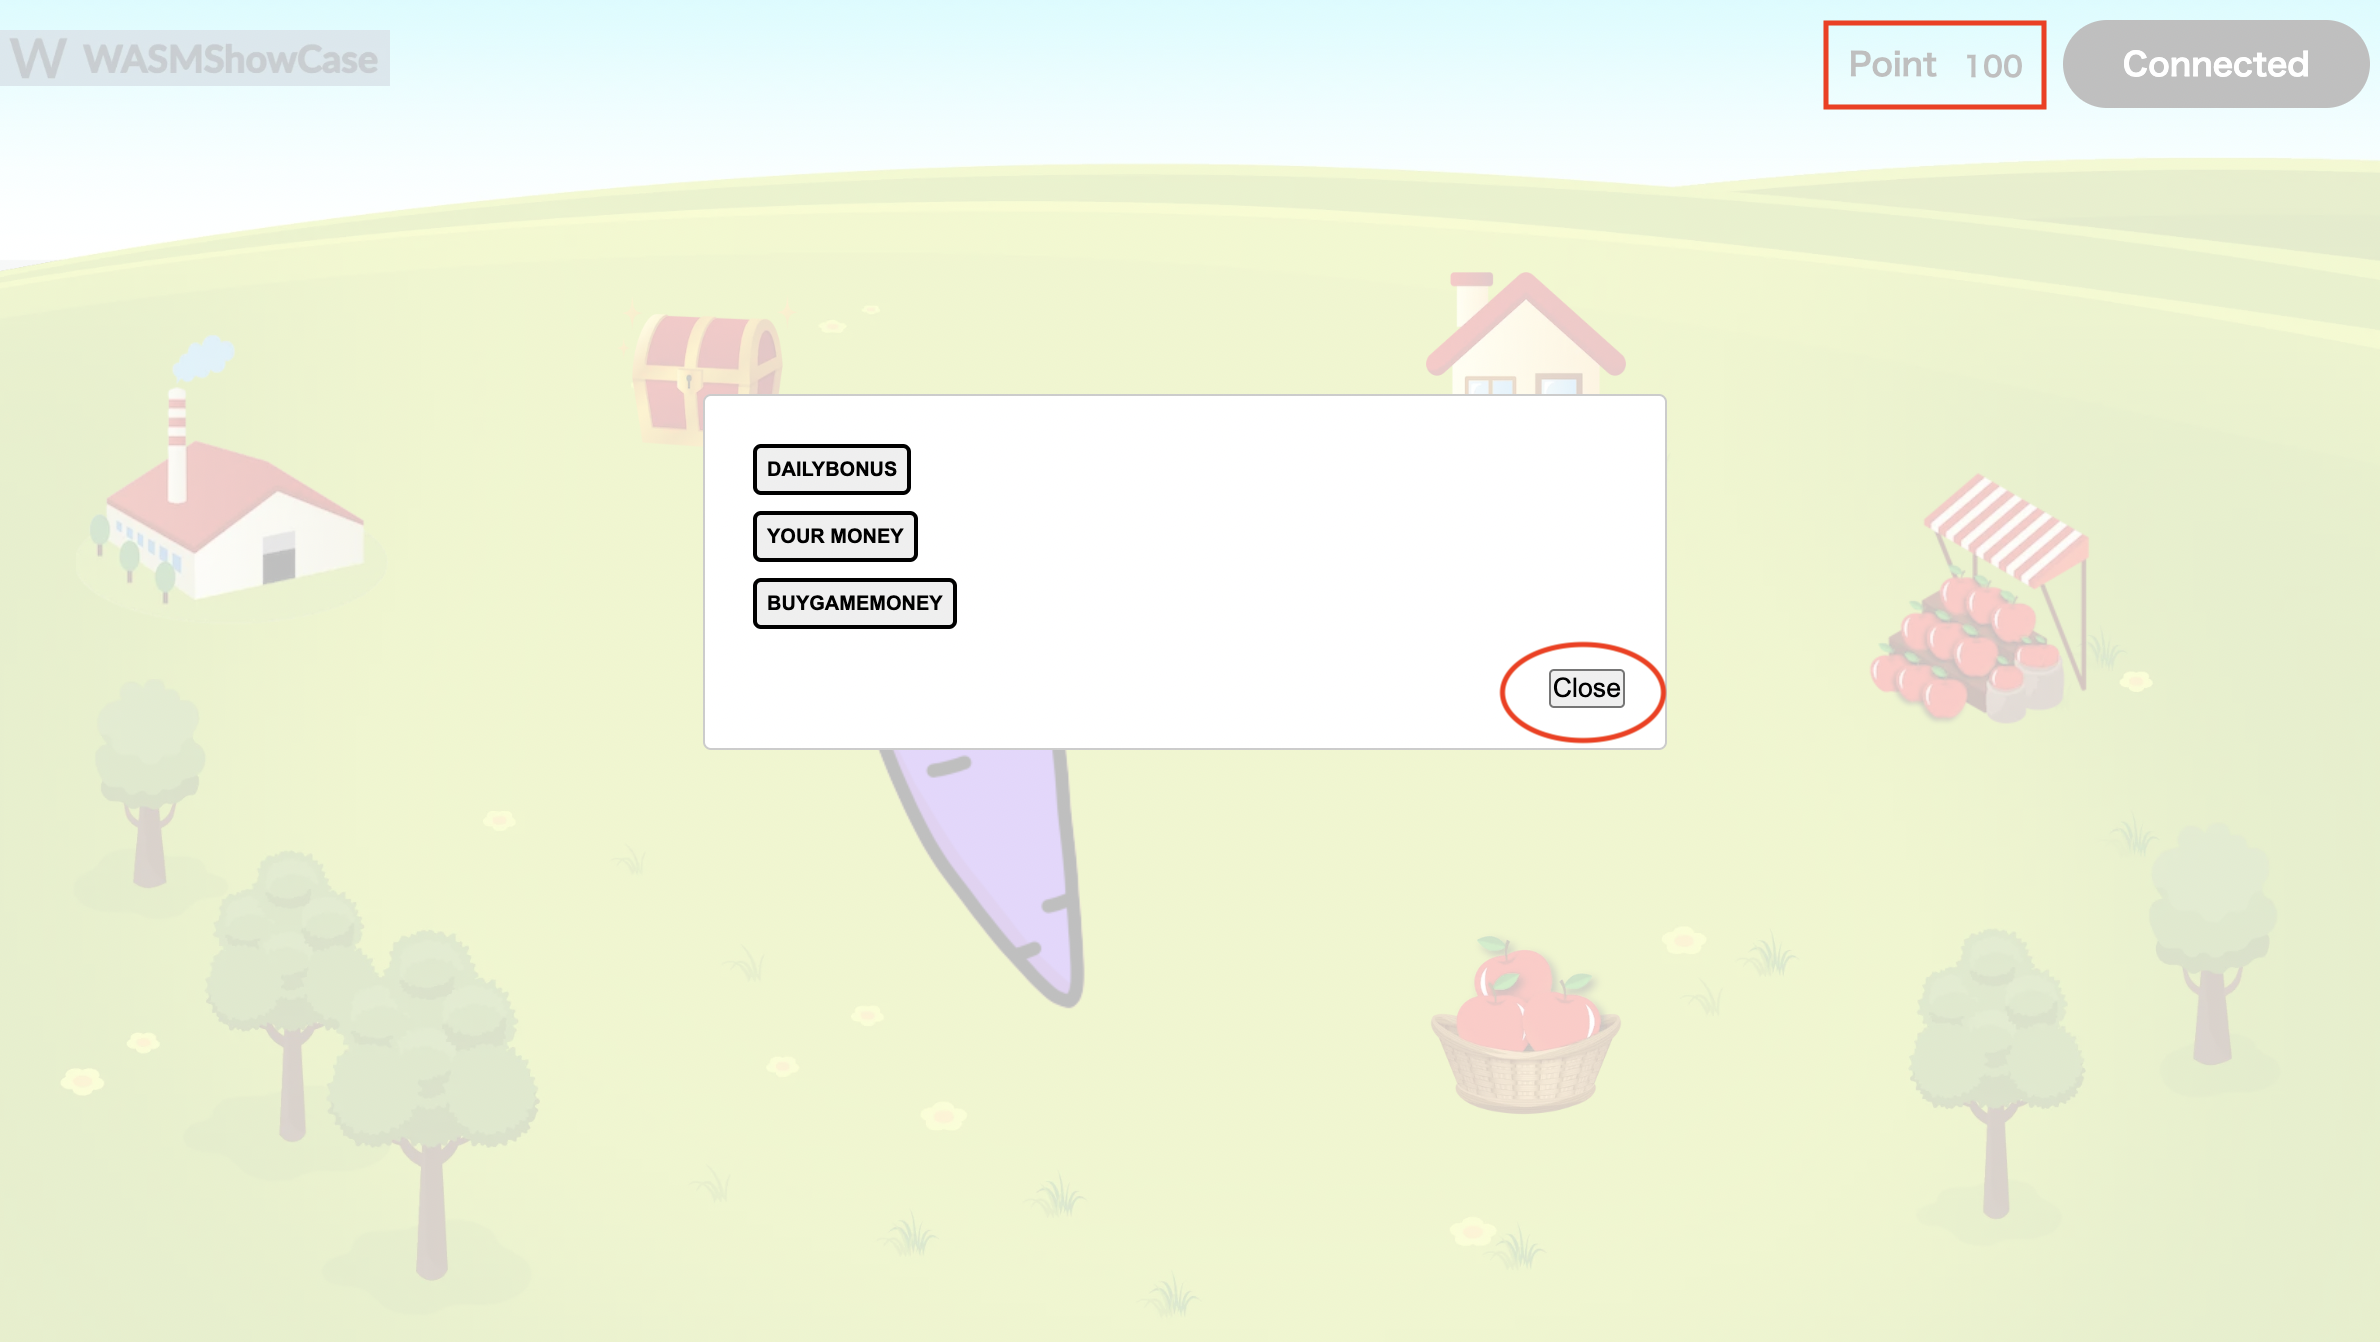 W WASMShowCase
Point 100
Connected
DAILYBONUS
YOUR MONEY
BUYGAMEMONEY
Close